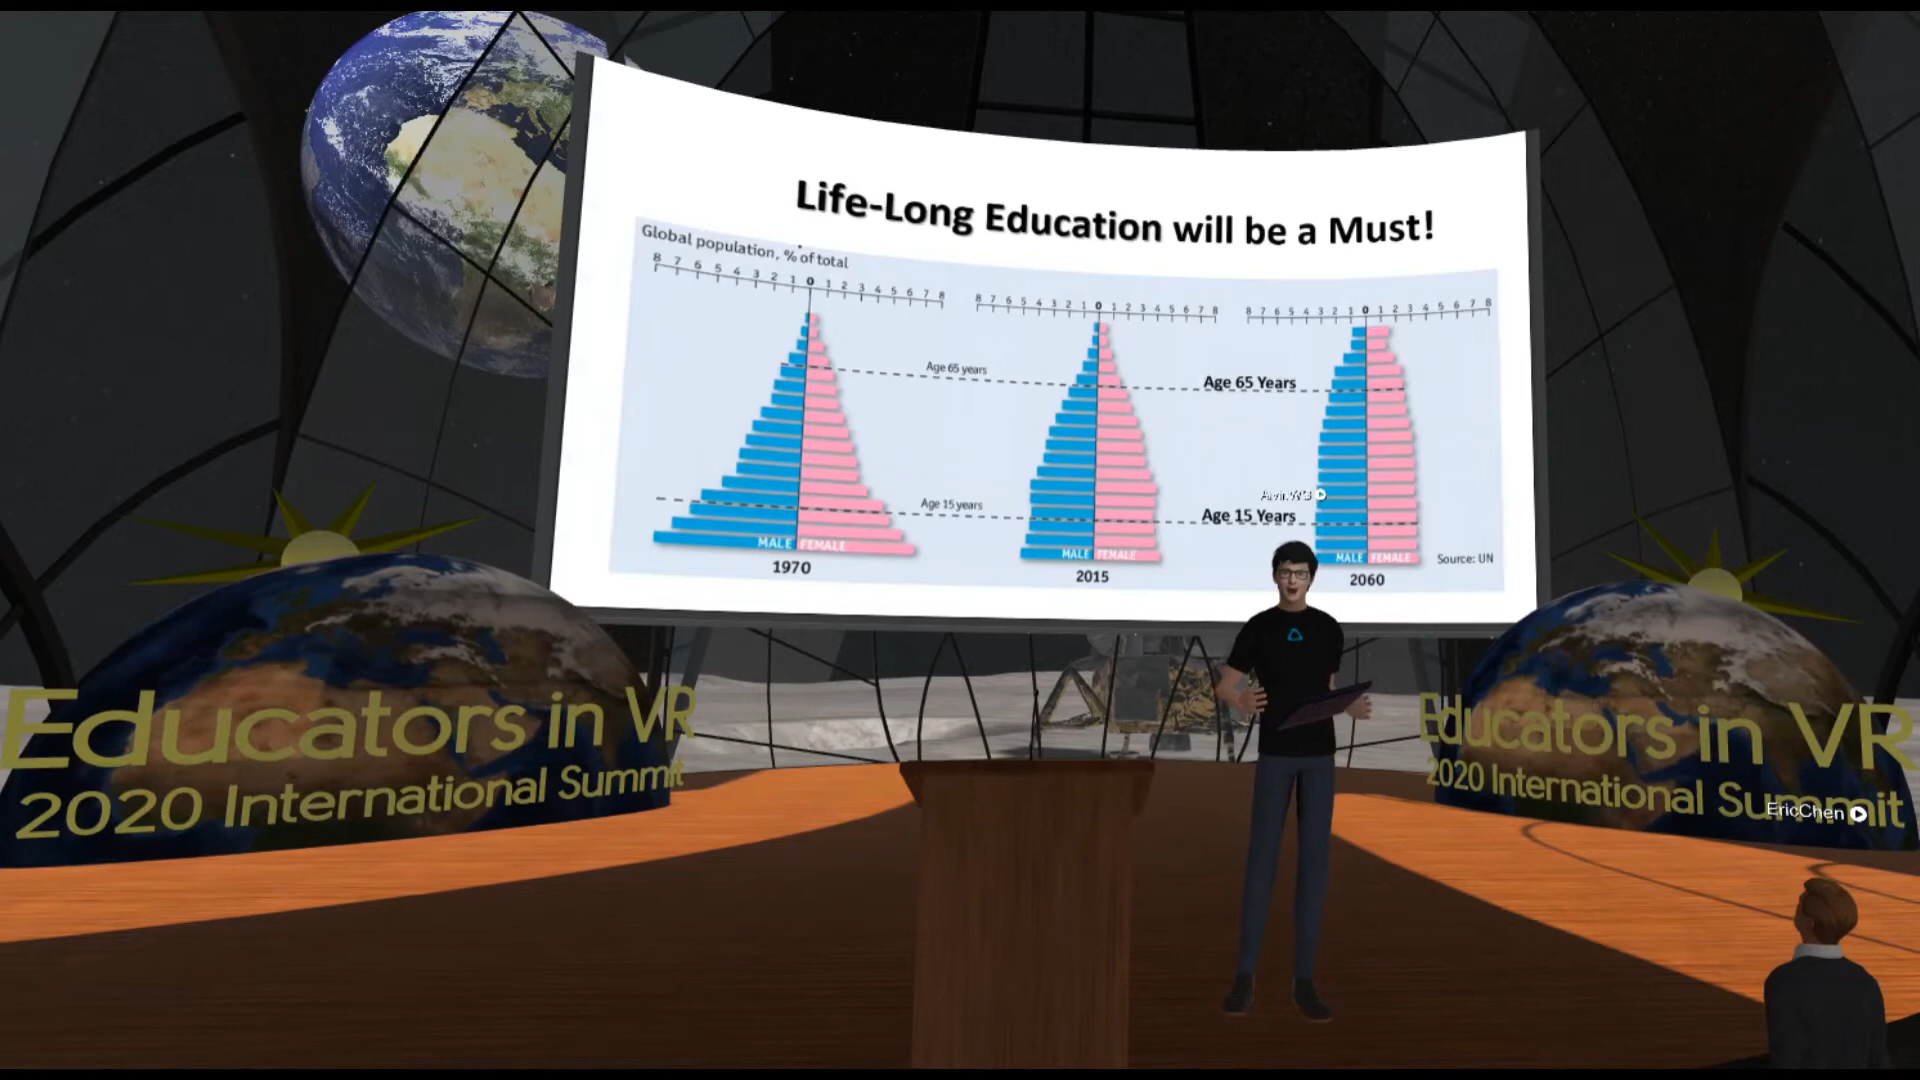 Life-Long Education will be a Must!
Global population, % of total
8 7 6 5 4 3 2 1 0 1 2 3 4 5 6 7 8
8 7 6 5 4 3 2 1 0 1 2 3 4 5 6 7 8
8 7 6 5 4 3 2 1 0 1 2 3 4 5 6 7 8
Age 65 years
Age 65 Years
Age 15 years
Age 15 Years
MALE FEMALE
MALE FEMALE
MALE FEMALE
Source: UN
1970
2015
2060
Educators in VR
2020 International Summit
Educators in VR
2020 International Summit
EricChen